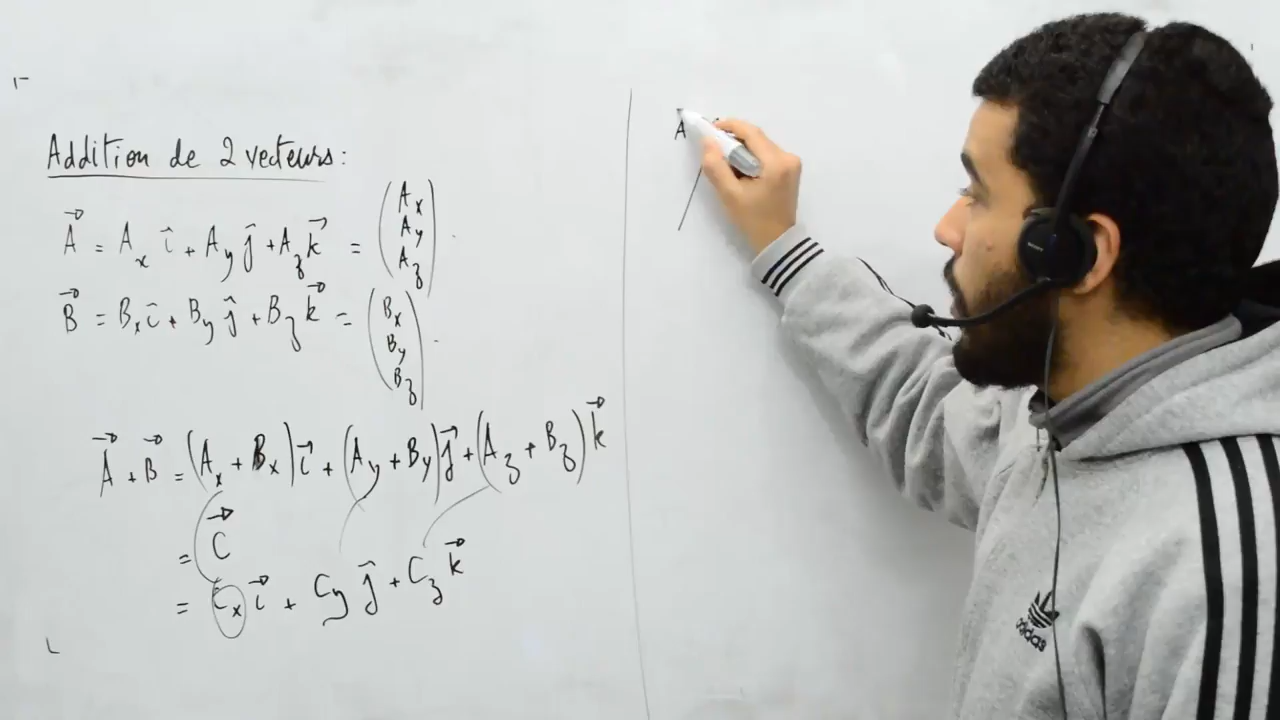 Addition de 2 vecteurs:
A⃗ = Aₓ i⃗ + A_y j⃗ + A_z k⃗ = (Aₓ A_y A_z)
B⃗ = Bₓ i⃗ + B_y j⃗ + B_z k⃗ = (Bₓ B_y B_z)
A⃗ + B⃗ = (Aₓ + Bₓ) i⃗ + (A_y + B_y) j⃗ + (A_z + B_z) k⃗
= C⃗
= Cₓ i⃗ + C_y j⃗ + C_z k⃗
A
SONY
adidas